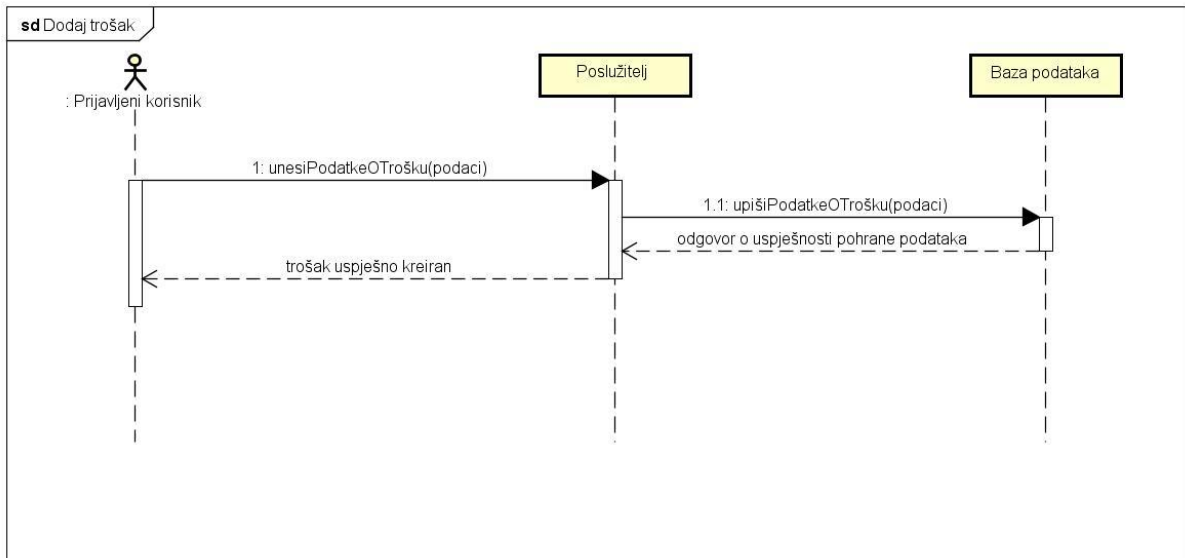 sd Dodaj trošak
: Prijavljeni korisnik
Poslužitelj
Baza podataka
1: unesiPodatkeOTrošku(podaci)
1.1: upišiPodatkeOTrošku(podaci)
odgovor o uspješnosti pohrane podataka
trošak uspješno kreiran